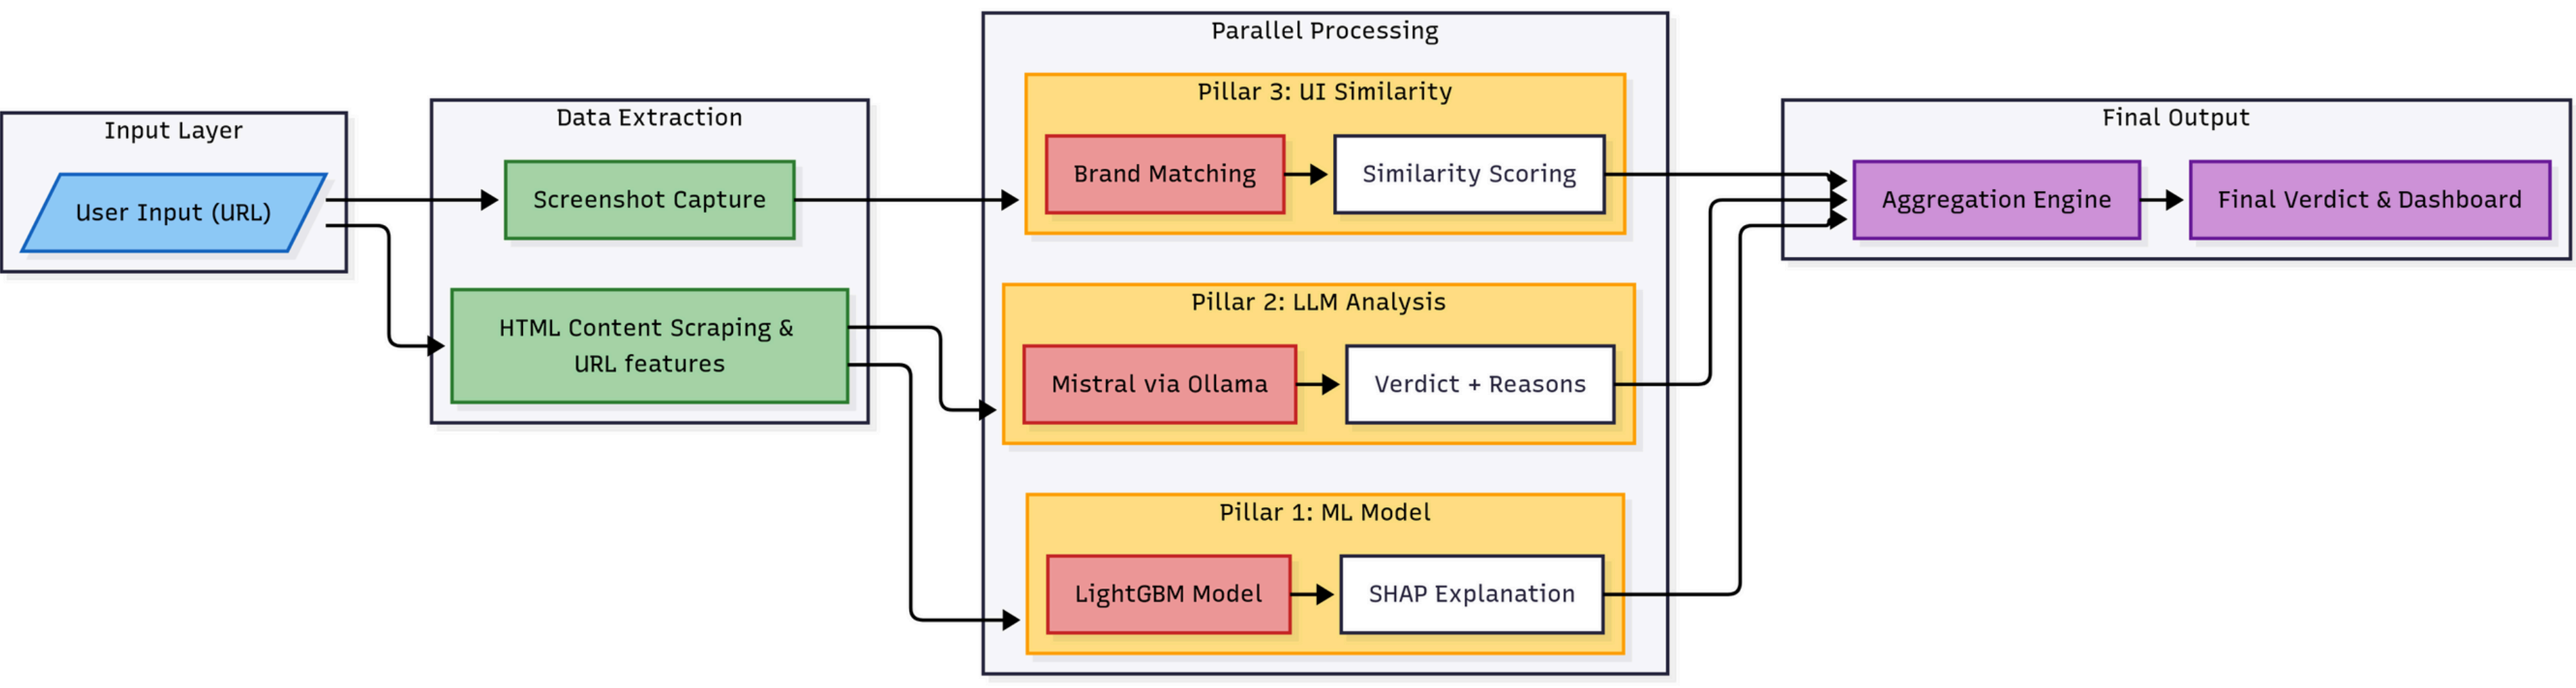 Input Layer
User Input (URL)
Data Extraction
Screenshot Capture
HTML Content Scraping &
URL features
Parallel Processing
Pillar 3: UI Similarity
Brand Matching
Similarity Scoring
Pillar 2: LLM Analysis
Mistral via Ollama
Verdict + Reasons
Pillar 1: ML Model
LightGBM Model
SHAP Explanation
Final Output
Aggregation Engine
Final Verdict & Dashboard